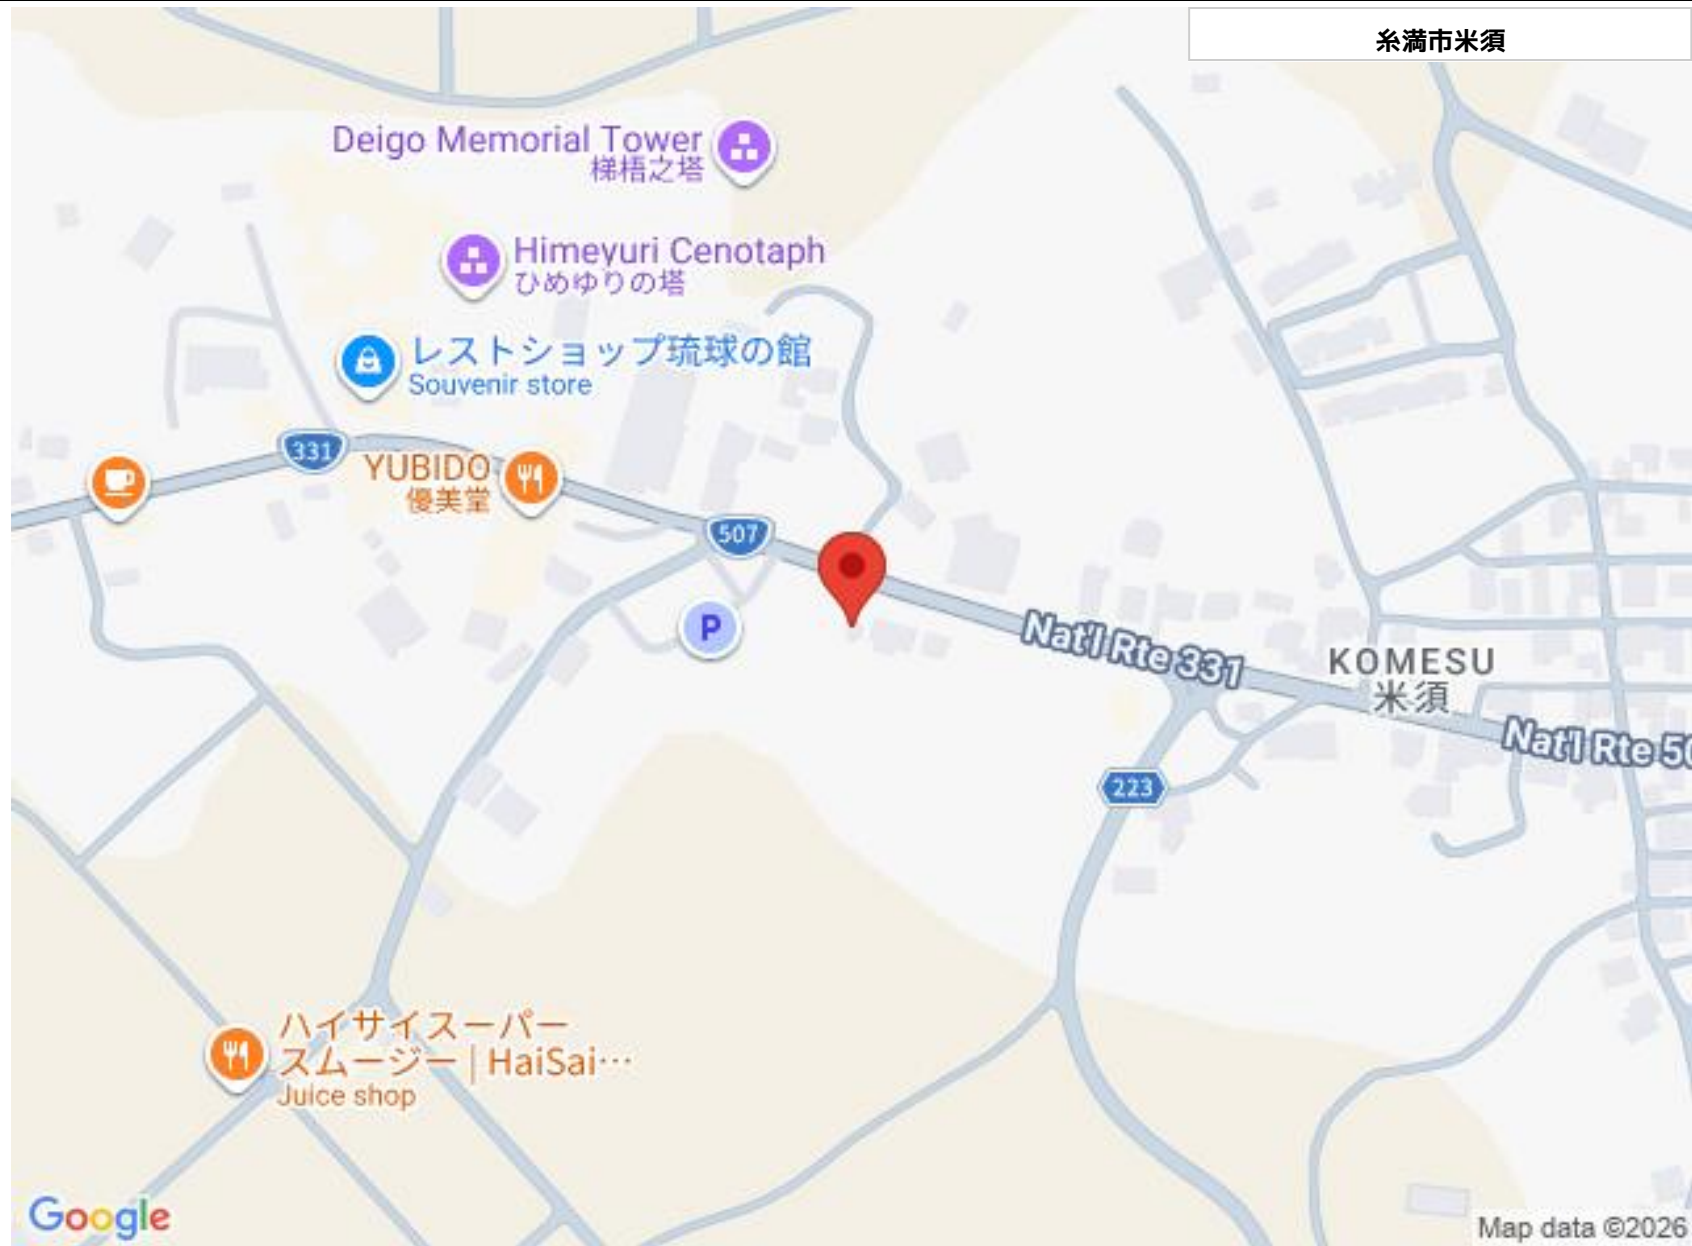 糸満市米須
Deigo Memorial Tower
梯梧之塔
Himeyuri Cenotaph
ひめゆりの塔
レストショップ琉球の館
Souvenir store
331
YUBIDO
優美堂
507
P
Nat'l Rte 331
KOMESU
米須
Nat'l Rte 50
223
ハイサイスーパー
スムージー | HaiSai…
Juice shop
Google
Map data ©2026